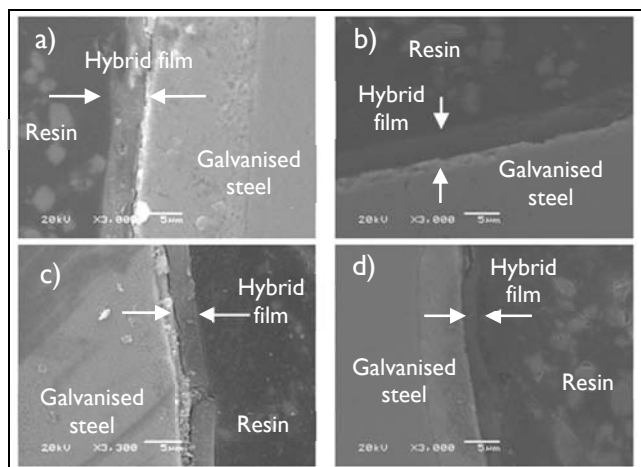 a)
Hybrid film
Resin
Galvanised
steel
20kV X3,000 5μm
b)
Resin
Hybrid
film
Galvanised
steel
20kV X3,000 5μm
c)
Hybrid
film
Galvanised
steel
Resin
20kV X3,300 5μm
d)
Hybrid
film
Galvanised
steel
Resin
20kV X3,000 5μm